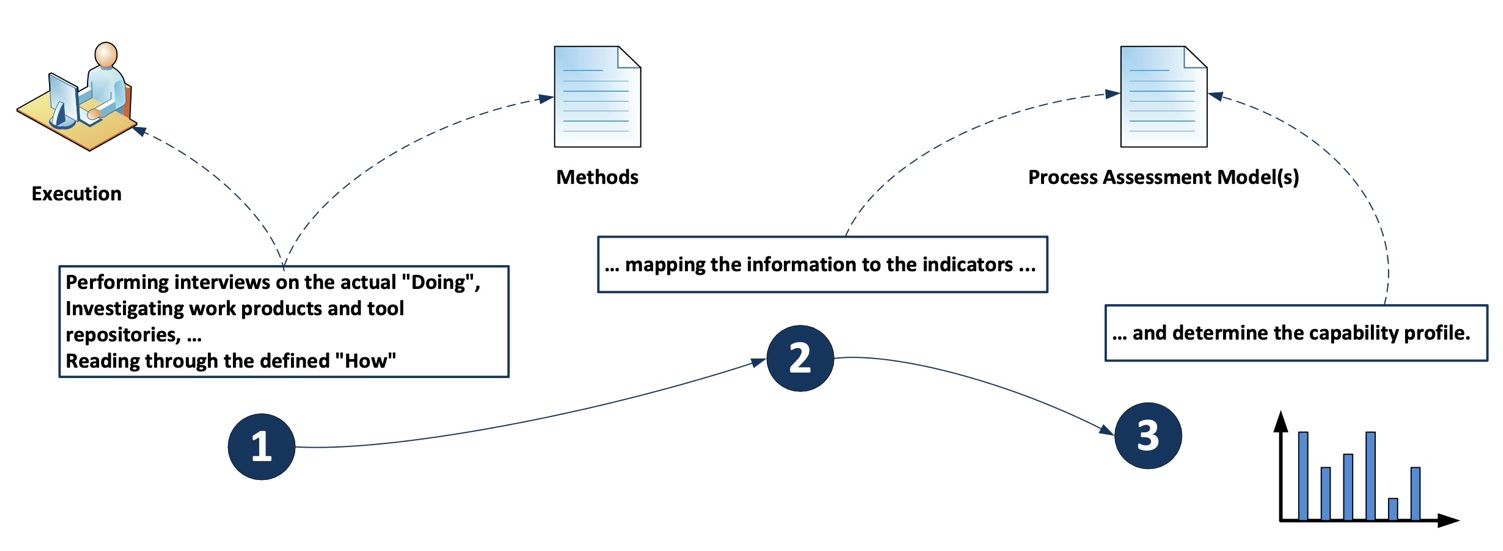 Execution
Methods
Process Assessment Model(s)
Performing interviews on the actual "Doing",
Investigating work products and tool
repositories, …
Reading through the defined "How"
… mapping the information to the indicators …
… and determine the capability profile.
1
2
3